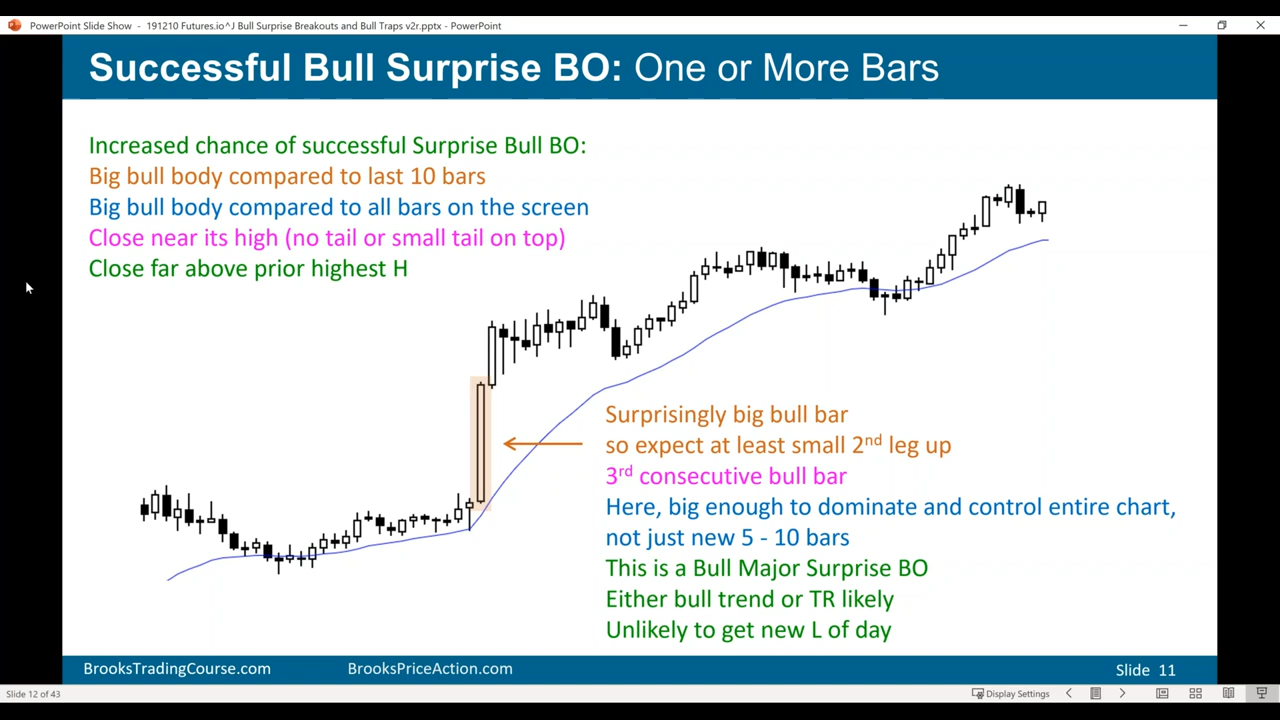 PowerPoint Slide Show - 191210 Futures.io^J Bull Surprise Breakouts and Bull Traps v2r.pptx - PowerPoint
Successful Bull Surprise BO: One or More Bars
Increased chance of successful Surprise Bull BO:
Big bull body compared to last 10 bars
Big bull body compared to all bars on the screen
Close near its high (no tail or small tail on top)
Close far above prior highest H
Surprisingly big bull bar
so expect at least small 2nd leg up
3rd consecutive bull bar
Here, big enough to dominate and control entire chart,
not just new 5 - 10 bars
This is a Bull Major Surprise BO
Either bull trend or TR likely
Unlikely to get new L of day
BrooksTradingCourse.com BrooksPriceAction.com Slide 11
Slide 12 of 43 Display Settings